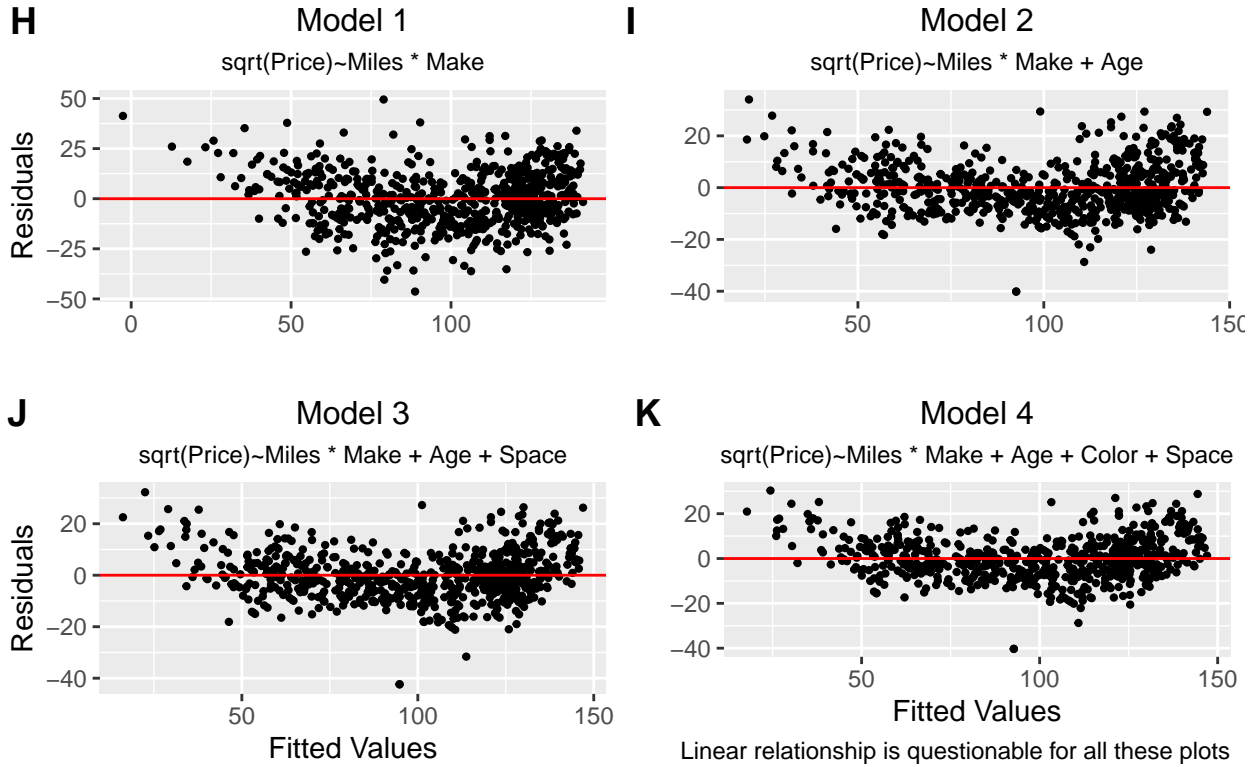 H Model 1
sqrt(Price)~Miles * Make
Residuals
50
25
0
−25
−50
0 50 100
I Model 2
sqrt(Price)~Miles * Make + Age
20
0
−20
−40
50 100 150
J Model 3
sqrt(Price)~Miles * Make + Age + Space
Residuals
20
0
−20
−40
50 100 150
Fitted Values
K Model 4
sqrt(Price)~Miles * Make + Age + Color + Space
20
0
−20
−40
50 100 150
Fitted Values
Linear relationship is questionable for all these plots